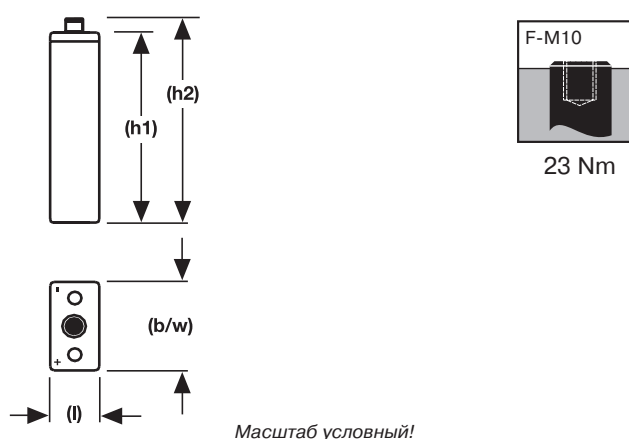 (h2)
(h1)
F-M10
23 Nm
(b/w)
- 
+
(l)
Масштаб условный!